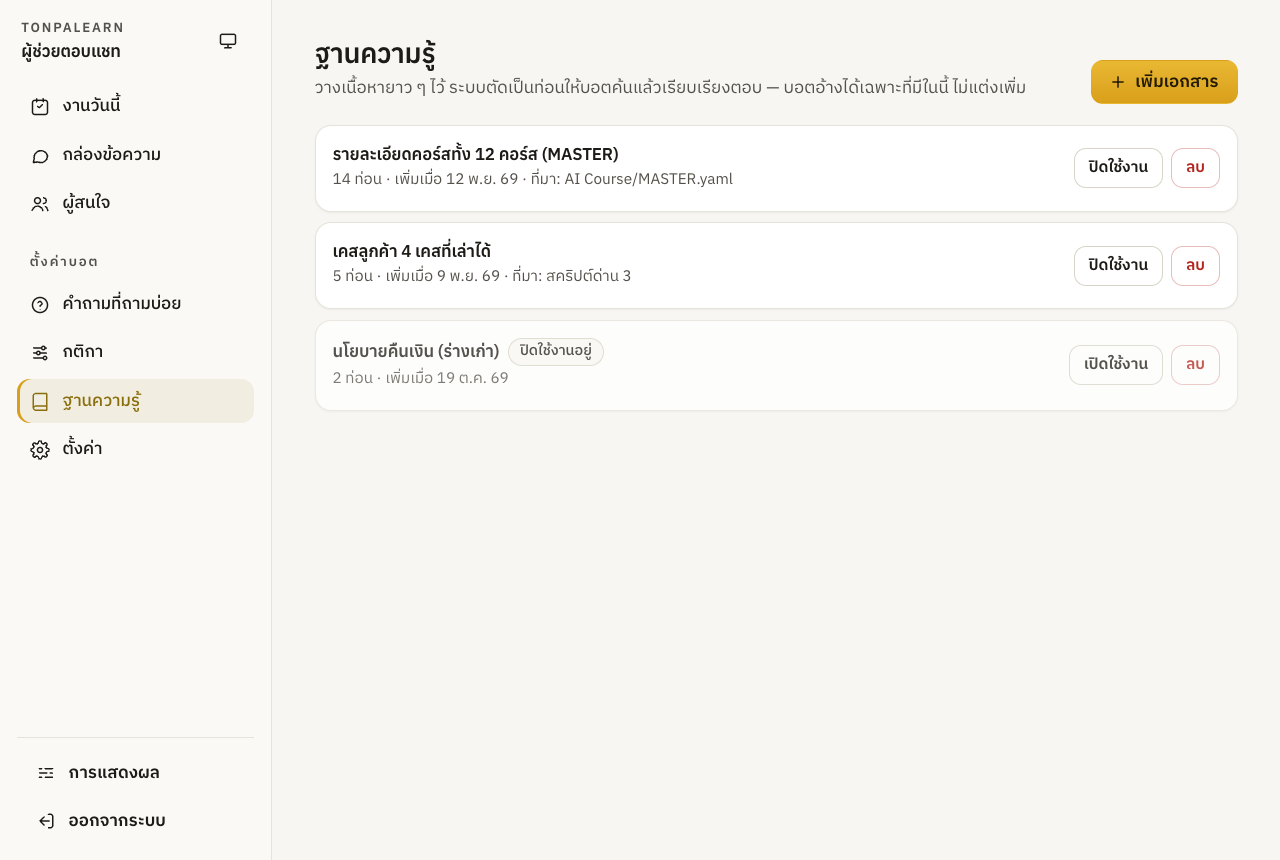 TONPALEARN
ผู้ช่วยตอบแชท
งานวันนี้
กล่องข้อความ
ผู้สนใจ
ตั้งค่าบอต
คำถามที่ถามบ่อย
กติกา
ฐานความรู้
ตั้งค่า
การแสดงผล
ออกจากระบบ
ฐานความรู้
วางเนื้อหายาว ๆ ไว้ ระบบตัดเป็นท่อนให้บอตค้นแล้วเรียบเรียงตอบ — บอตอ้างได้เฉพาะที่มีในนี้ ไม่แต่งเพิ่ม
เพิ่มเอกสาร
รายละเอียดคอร์สทั้ง 12 คอร์ส (MASTER)
14 ท่อน · เพิ่มเมื่อ 12 พ.ย. 69 · ที่มา: AI Course/MASTER.yaml
ปิดใช้งาน ลบ
เคสลูกค้า 4 เคสที่เล่าได้
5 ท่อน · เพิ่มเมื่อ 9 พ.ย. 69 · ที่มา: สคริปต์ด่าน 3
ปิดใช้งาน ลบ
นโยบายคืนเงิน (ร่างเก่า) ปิดใช้งานอยู่
2 ท่อน · เพิ่มเมื่อ 19 ต.ค. 69
เปิดใช้งาน ลบ